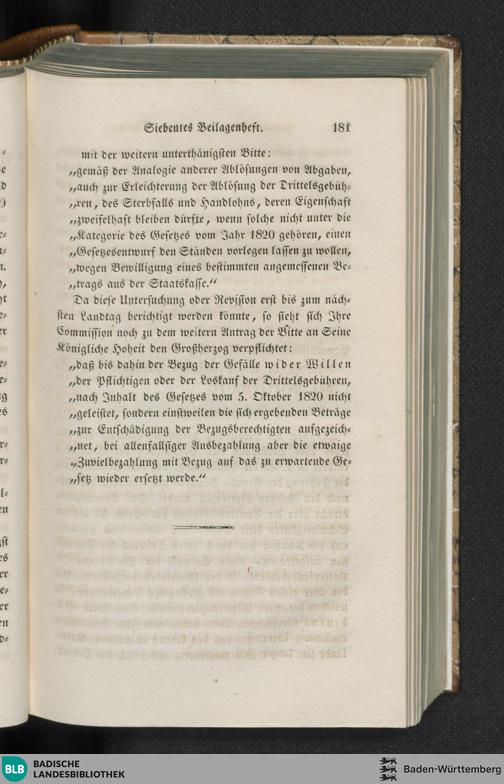 Siebentes Beilagenheft. 181
mit der weitern unterthänigsten Bitte:
„gemäß der Analogie anderer Ablösungen von Abgaben,
„auch zur Erleichterung der Ablösung der Drittelsgebüh-
„ren, des Sterbfalls und Handlohns, deren Eigenschaft
„zweifelhaft bleiben dürfte, wenn solche nicht unter die
„Kategorie des Gesetzes vom Jahr 1820 gehören, einen
„Gesetzesentwurf den Ständen vorlegen lassen zu wollen,
„wegen Bewilligung eines bestimmten angemessenen Be-
„trags aus der Staatskasse.“
Da diese Untersuchung oder Revision erst bis zum näch-
sten Landtag berichtigt werden könnte, so sieht sich Ihre
Commission noch zu dem weitern Antrag der Bitte an Seine
Königliche Hoheit den Großherzog verpflichtet:
„daß bis dahin der Bezug der Gefälle wider Willen
„der Pflichtigen oder der Loskauf der Drittelsgebühren,
„nach Inhalt des Gesetzes vom 5. Oktober 1820 nicht
„geleistet, sondern einstweilen die sich ergebenden Beträge
„zur Entschädigung der Bezugsberechtigten aufgezeich-
„net, bei allenfallsiger Ausbezahlung aber die etwaige
„Zuvielbezahlung mit Bezug auf das zu erwartende Ge-
„setz wieder ersetzt werde.“
BLB BADISCHE
LANDESBIBLIOTHEK
Baden-Württemberg